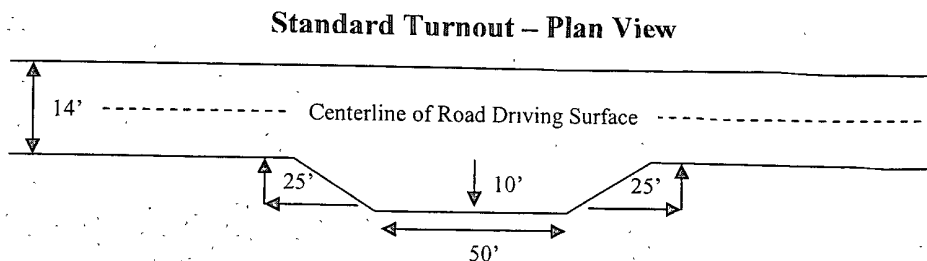 Standard Turnout – Plan View
14’
Centerline of Road Driving Surface
25’
10’
25’
50’